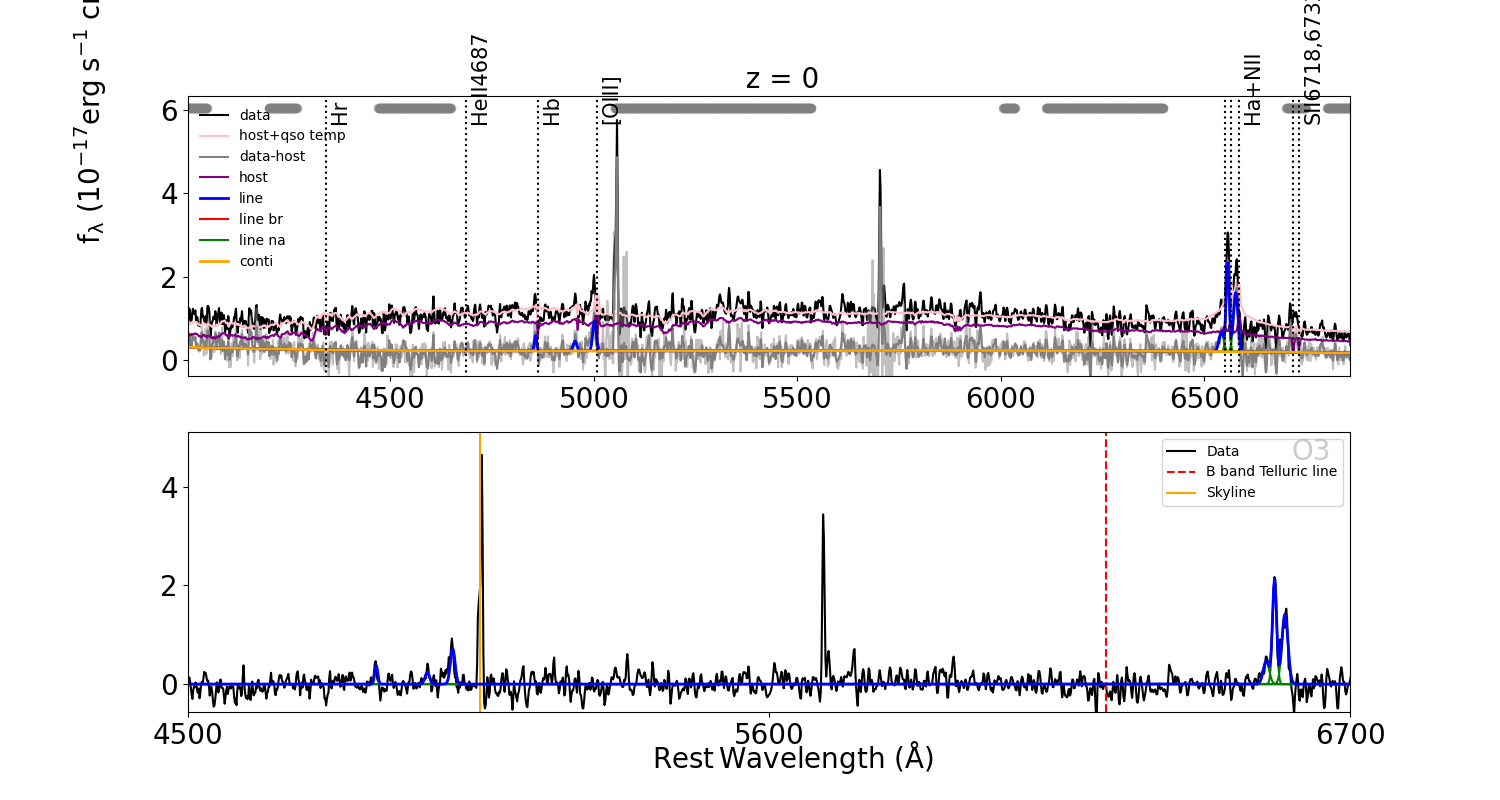 z = 0
f_λ (10^−17 erg s^−1
Hr
HeII4687
Hb
[OIII]
Ha+NII
SII6718,673
6
4
2
0
data
host+qso temp
data-host
host
line
line br
line na
conti
4500
5000
5500
6000
6500
O3
Data
B band Telluric line
Skyline
4
2
0
4500
5600
6700
Rest Wavelength (Å)